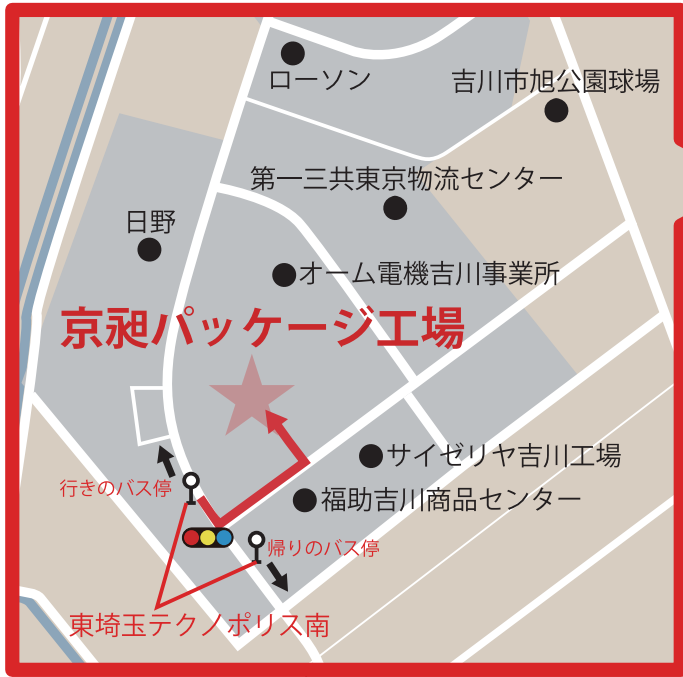 ローソン
吉川市旭公園球場
第一三共東京物流センター
日野
オーム電機吉川事業所
京昶パッケージ工場
サイゼリヤ吉川工場
行きのバス停
福助吉川商品センター
帰りのバス停
東埼玉テクノポリス南